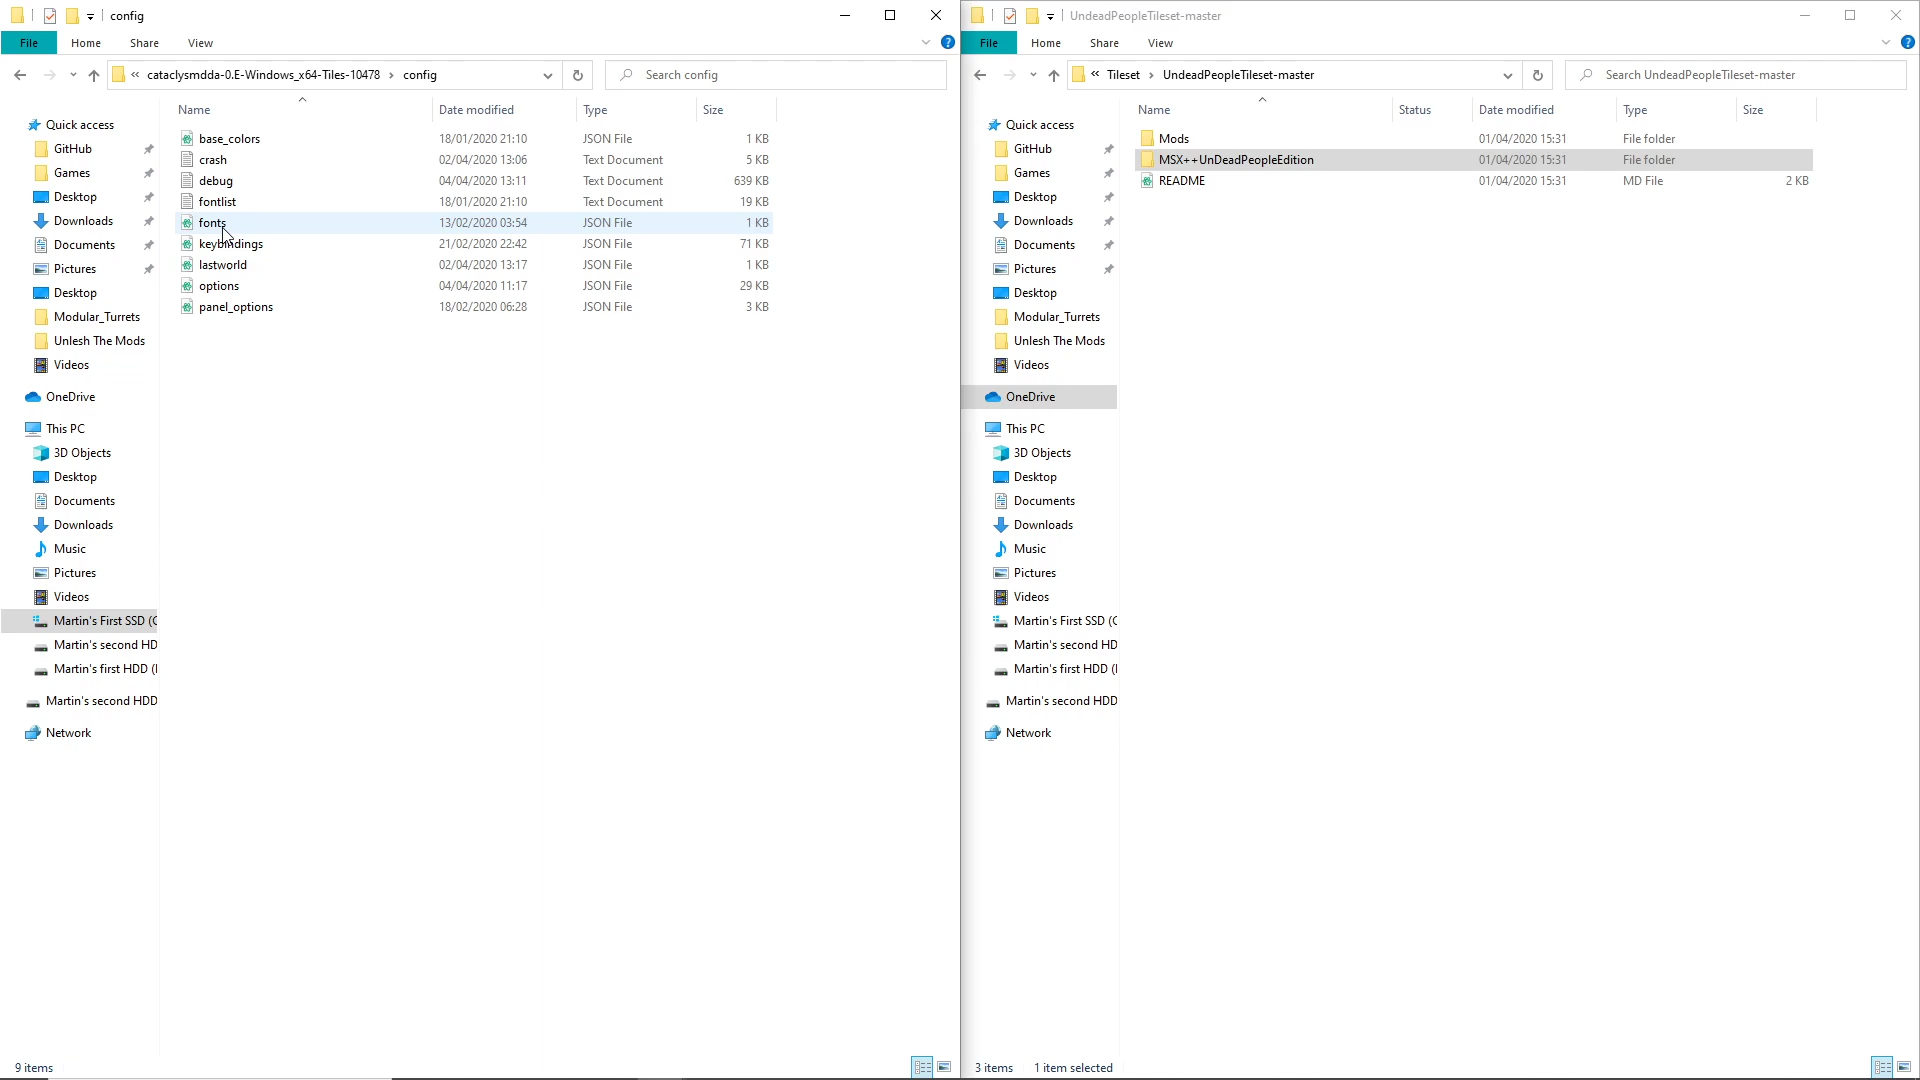 config
File Home Share View
« cataclysmdda-0.E-Windows_x64-Tiles-10478 › config
Search config
Name Date modified Type Size
base_colors 18/01/2020 21:10 JSON File 1 KB
crash 02/04/2020 13:06 Text Document 5 KB
debug 04/04/2020 13:11 Text Document 639 KB
fontlist 18/01/2020 21:10 Text Document 19 KB
fonts 13/02/2020 03:54 JSON File 1 KB
keybindings 21/02/2020 22:42 JSON File 71 KB
lastworld 02/04/2020 13:17 JSON File 1 KB
options 04/04/2020 11:17 JSON File 29 KB
panel_options 18/02/2020 06:28 JSON File 3 KB
Quick access
GitHub
Games
Desktop
Downloads
Documents
Pictures
Desktop
Modular_Turrets
Unlesh The Mods
Videos
OneDrive
This PC
3D Objects
Desktop
Documents
Downloads
Music
Pictures
Videos
Martin's First SSD (C
Martin's second HD
Martin's first HDD (
Martin's second HDD
Network
9 items
UndeadPeopleTileset-master
File Home Share View
« Tileset › UndeadPeopleTileset-master
Search UndeadPeopleTileset-master
Name Status Date modified Type Size
Mods 01/04/2020 15:31 File folder
MSX++UnDeadPeopleEdition 01/04/2020 15:31 File folder
README 01/04/2020 15:31 MD File 2 KB
Quick access
GitHub
Games
Desktop
Downloads
Documents
Pictures
Desktop
Modular_Turrets
Unlesh The Mods
Videos
OneDrive
This PC
3D Objects
Desktop
Documents
Downloads
Music
Pictures
Videos
Martin's First SSD (C
Martin's second HD
Martin's first HDD (
Martin's second HDD
Network
3 items 1 item selected